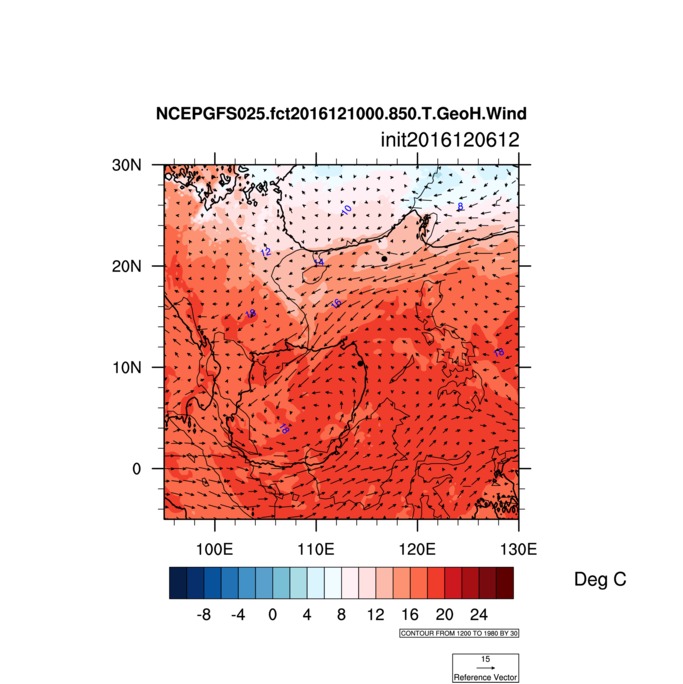 NCEPGFS025.fct2016121000.850.T.GeoH.Wind
init2016120612
30N
20N
10N
0
10
8
12
14
16
18
18
18
100E
110E
120E
130E
-8 -4 0 4 8 12 16 20 24
Deg C
CONTOUR FROM 1200 TO 1980 BY 30
15
Reference Vector